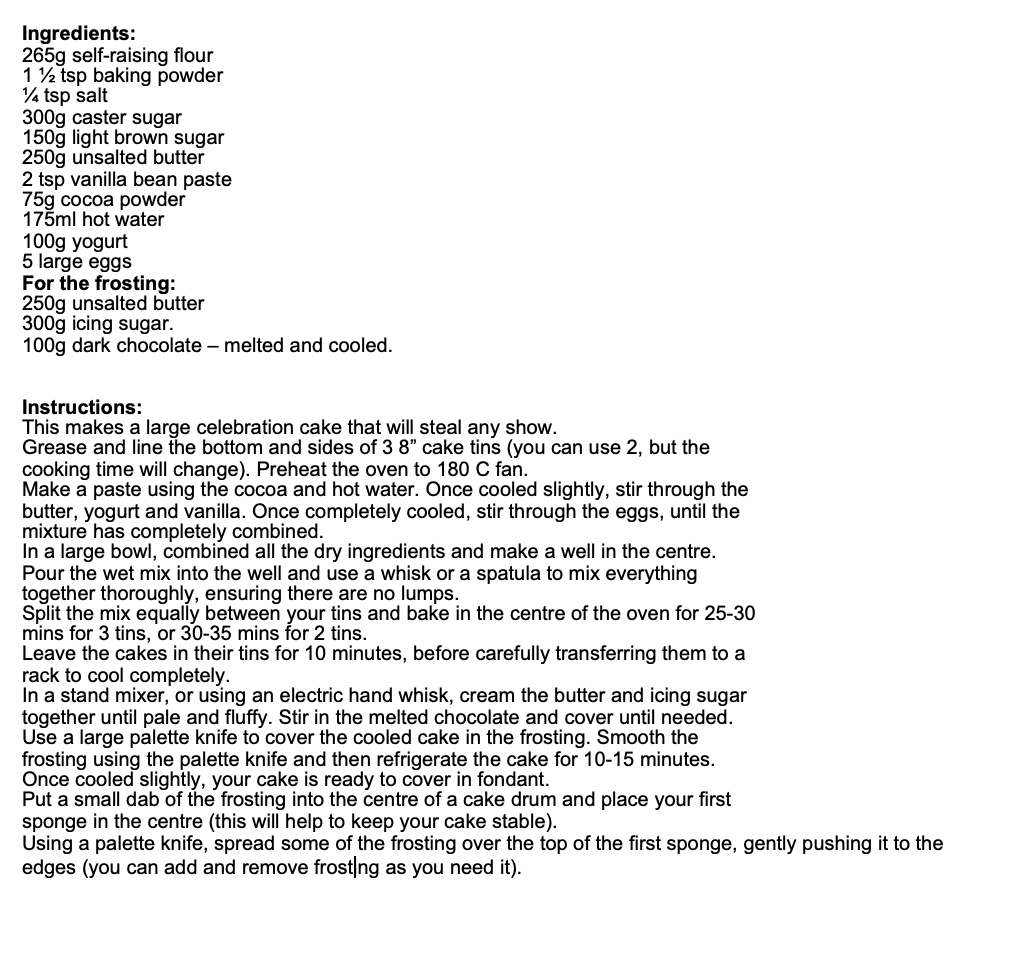 Ingredients:
265g self-raising flour
1 ½ tsp baking powder
¼ tsp salt
300g caster sugar
150g light brown sugar
250g unsalted butter
2 tsp vanilla bean paste
75g cocoa powder
175ml hot water
100g yogurt
5 large eggs
For the frosting:
250g unsalted butter
300g icing sugar.
100g dark chocolate – melted and cooled.
Instructions:
This makes a large celebration cake that will steal any show.
Grease and line the bottom and sides of 3 8” cake tins (you can use 2, but the
cooking time will change). Preheat the oven to 180 C fan.
Make a paste using the cocoa and hot water. Once cooled slightly, stir through the
butter, yogurt and vanilla. Once completely cooled, stir through the eggs, until the
mixture has completely combined.
In a large bowl, combined all the dry ingredients and make a well in the centre.
Pour the wet mix into the well and use a whisk or a spatula to mix everything
together thoroughly, ensuring there are no lumps.
Split the mix equally between your tins and bake in the centre of the oven for 25-30
mins for 3 tins, or 30-35 mins for 2 tins.
Leave the cakes in their tins for 10 minutes, before carefully transferring them to a
rack to cool completely.
In a stand mixer, or using an electric hand whisk, cream the butter and icing sugar
together until pale and fluffy. Stir in the melted chocolate and cover until needed.
Use a large palette knife to cover the cooled cake in the frosting. Smooth the
frosting using the palette knife and then refrigerate the cake for 10-15 minutes.
Once cooled slightly, your cake is ready to cover in fondant.
Put a small dab of the frosting into the centre of a cake drum and place your first
sponge in the centre (this will help to keep your cake stable).
Using a palette knife, spread some of the frosting over the top of the first sponge, gently pushing it to the
edges (you can add and remove frosting as you need it).